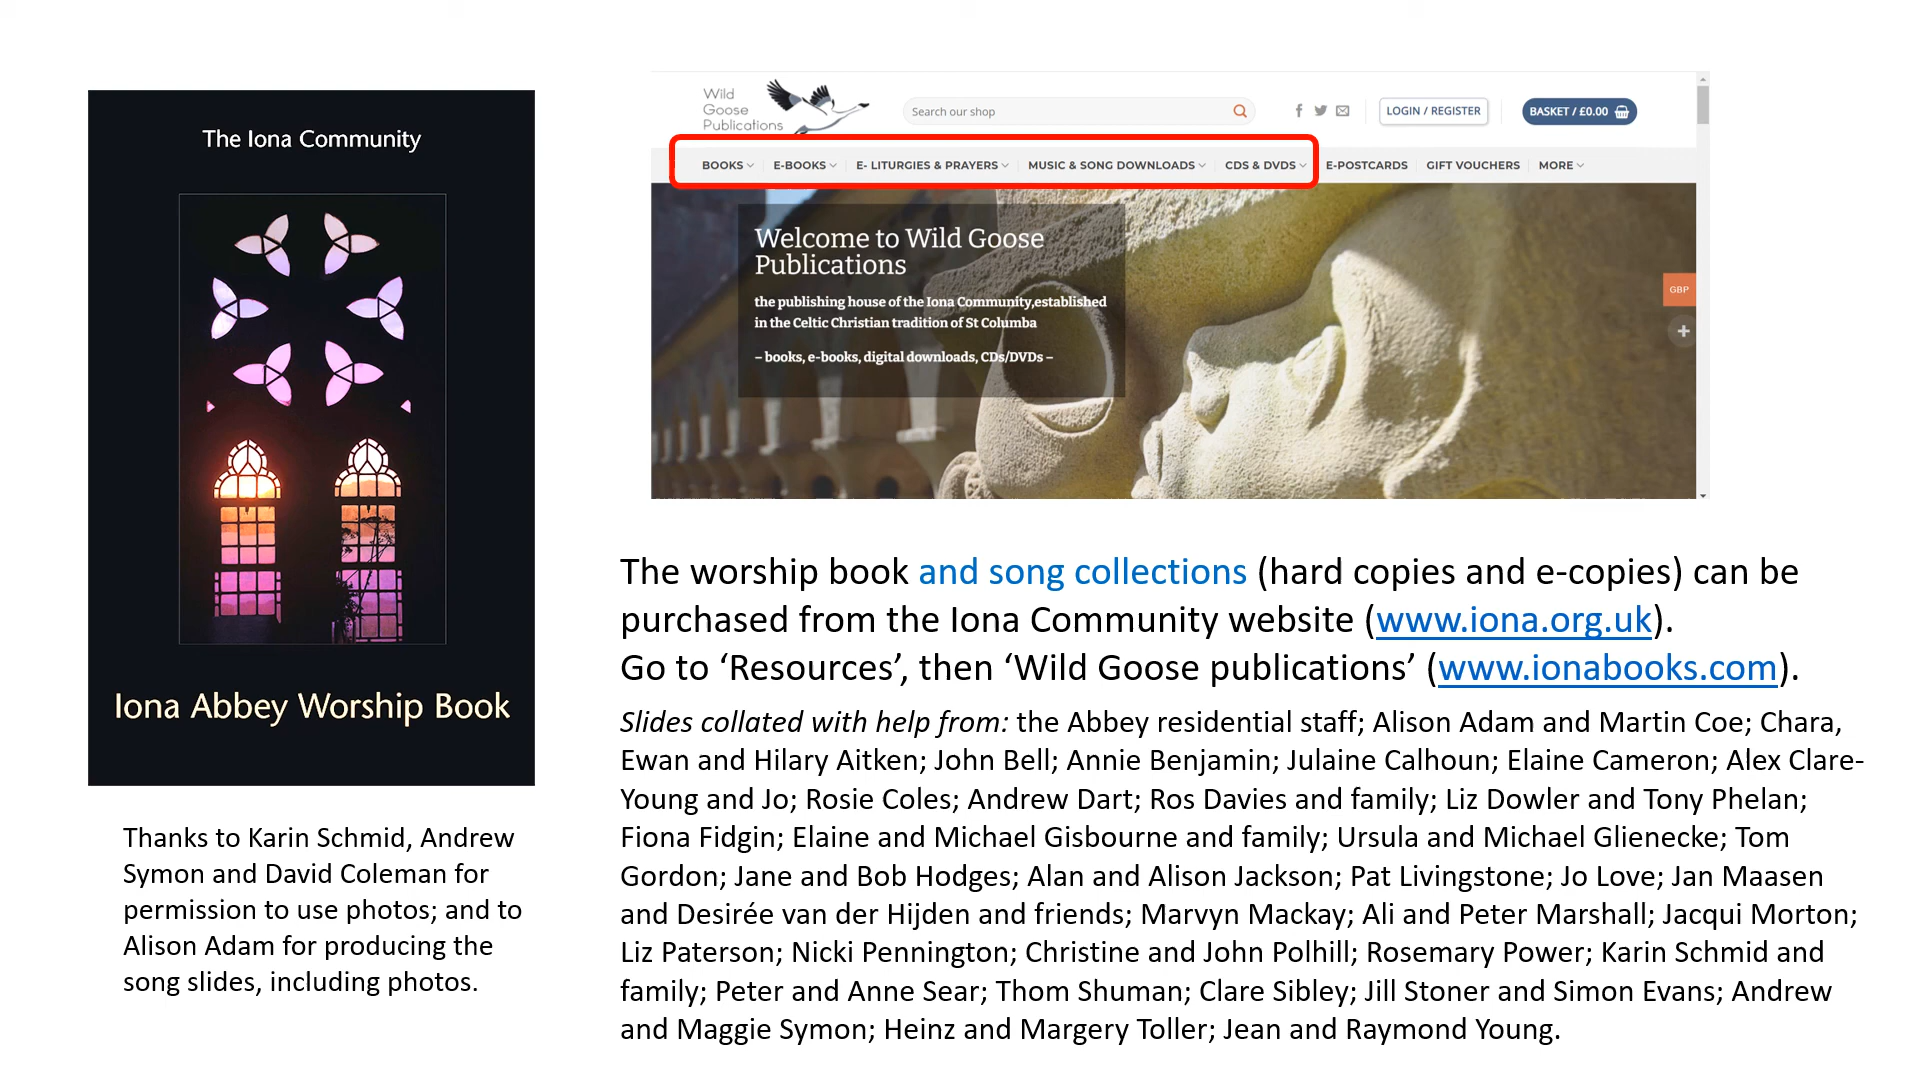 The Iona Community
Iona Abbey Worship Book
Thanks to Karin Schmid, Andrew
Symon and David Coleman for
permission to use photos; and to
Alison Adam for producing the
song slides, including photos.
Wild
Goose
Publications
Search our shop
LOGIN / REGISTER
BASKET / £0.00
BOOKS E-BOOKS E- LITURGIES & PRAYERS MUSIC & SONG DOWNLOADS CDS & DVDS E-POSTCARDS GIFT VOUCHERS MORE
Welcome to Wild Goose
Publications
the publishing house of the Iona Community,established
in the Celtic Christian tradition of St Columba
– books, e-books, digital downloads, CDs/DVDs –
GBP
The worship book and song collections (hard copies and e-copies) can be
purchased from the Iona Community website (www.iona.org.uk).
Go to ‘Resources’, then ‘Wild Goose publications’ (www.ionabooks.com).
Slides collated with help from: the Abbey residential staff; Alison Adam and Martin Coe; Chara,
Ewan and Hilary Aitken; John Bell; Annie Benjamin; Julaine Calhoun; Elaine Cameron; Alex Clare-
Young and Jo; Rosie Coles; Andrew Dart; Ros Davies and family; Liz Dowler and Tony Phelan;
Fiona Fidgin; Elaine and Michael Gisbourne and family; Ursula and Michael Glienecke; Tom
Gordon; Jane and Bob Hodges; Alan and Alison Jackson; Pat Livingstone; Jo Love; Jan Maasen
and Desirée van der Hijden and friends; Marvyn Mackay; Ali and Peter Marshall; Jacqui Morton;
Liz Paterson; Nicki Pennington; Christine and John Polhill; Rosemary Power; Karin Schmid and
family; Peter and Anne Sear; Thom Shuman; Clare Sibley; Jill Stoner and Simon Evans; Andrew
and Maggie Symon; Heinz and Margery Toller; Jean and Raymond Young.